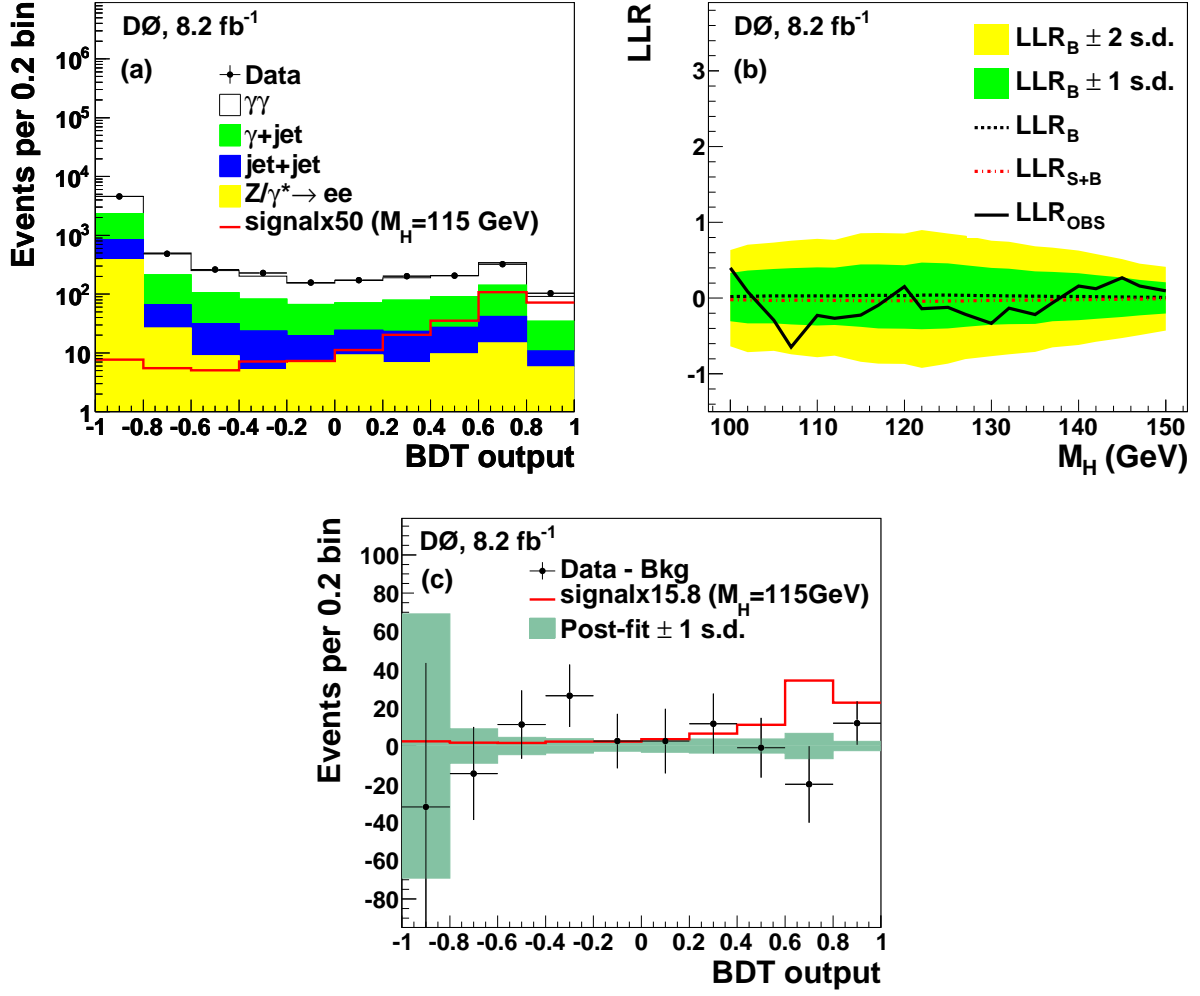 DØ, 8.2 fb⁻¹
(a)
Data
γγ
γ+jet
jet+jet
Z/γ*→ ee
signalx50 (M_H=115 GeV)
Events per 0.2 bin
10⁶
10⁵
10⁴
10³
10²
10
1
-1 -0.8 -0.6 -0.4 -0.2 0 0.2 0.4 0.6 0.8 1
BDT output
DØ, 8.2 fb⁻¹
(b)
LLR_B ± 2 s.d.
LLR_B ± 1 s.d.
LLR_B
LLR_S+B
LLR_OBS
LLR
3
2
1
0
-1
100 110 120 130 140 150
M_H (GeV)
DØ, 8.2 fb⁻¹
(c)
Data - Bkg
signalx15.8 (M_H=115GeV)
Post-fit ± 1 s.d.
Events per 0.2 bin
100
80
60
40
20
0
-20
-40
-60
-80
-1 -0.8 -0.6 -0.4 -0.2 0 0.2 0.4 0.6 0.8 1
BDT output